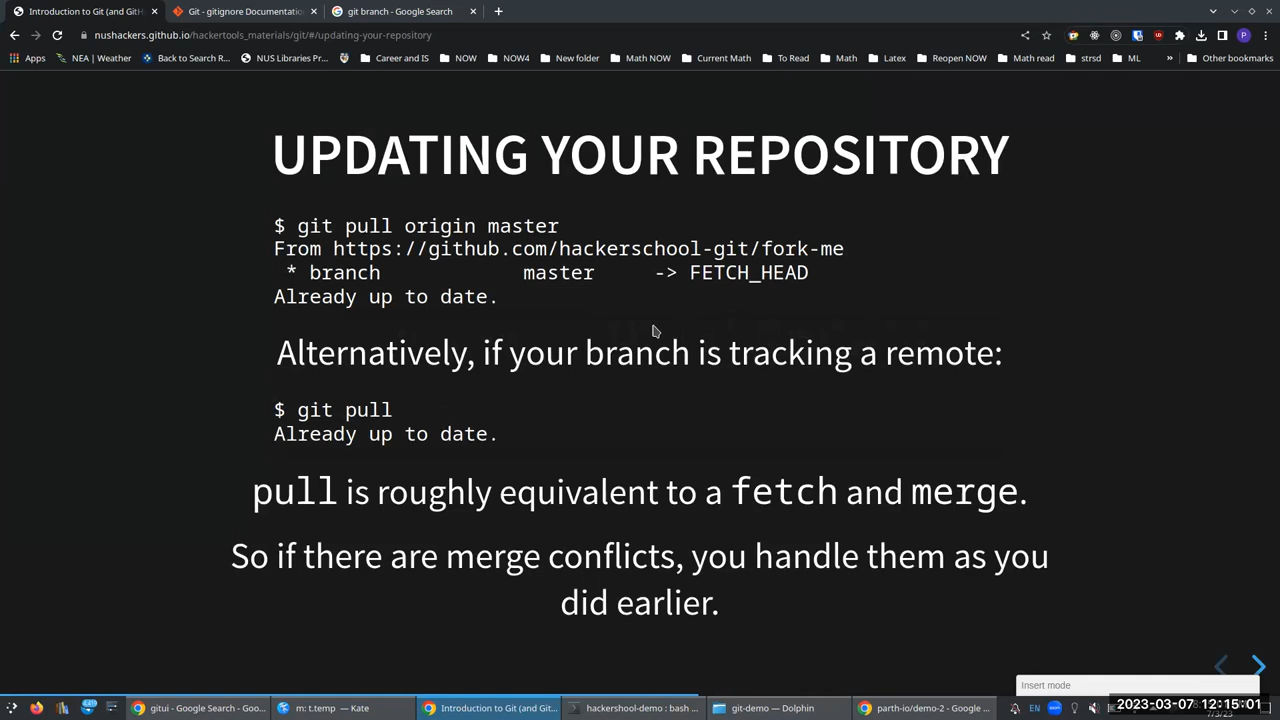 Introduction to Git (and GitH
Git - gitignore Documentatio
git branch - Google Search
nushackers.github.io/hackertools_materials/git/#/updating-your-repository
Apps
NEA | Weather
Back to Search R...
NUS Libraries Pr...
Career and IS
NOW
NOW4
New folder
Math NOW
Current Math
To Read
Math
Latex
Reopen NOW
Math read
strsd
ML
»
Other bookmarks
UPDATING YOUR REPOSITORY
$ git pull origin master
From https://github.com/hackerschool-git/fork-me
* branch master -> FETCH_HEAD
Already up to date.
Alternatively, if your branch is tracking a remote:
$ git pull
Already up to date.
pull is roughly equivalent to a fetch and merge.
So if there are merge conflicts, you handle them as you
did earlier.
Insert mode
gitui - Google Search - Goo...
m: t.temp — Kate
Introduction to Git (and Git...
hackershool-demo : bash ...
git-demo — Dolphin
parth-io/demo-2 - Google ...
EN
2023-03-07 12:15:01
7/3/23